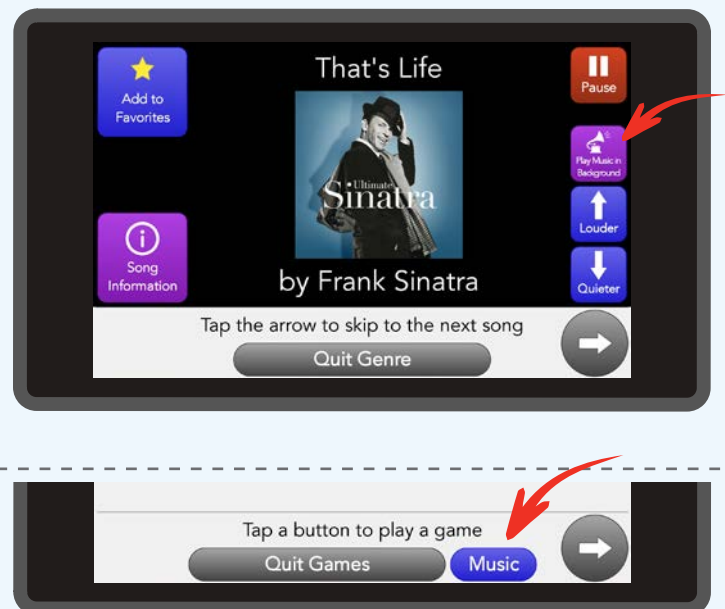 That's Life
Add to
Favorites
Pause
Play Music in
Background
Ultimate
Sinatra
Louder
Song
Information
Quieter
by Frank Sinatra
Tap the arrow to skip to the next song
Quit Genre
Tap a button to play a game
Quit Games
Music